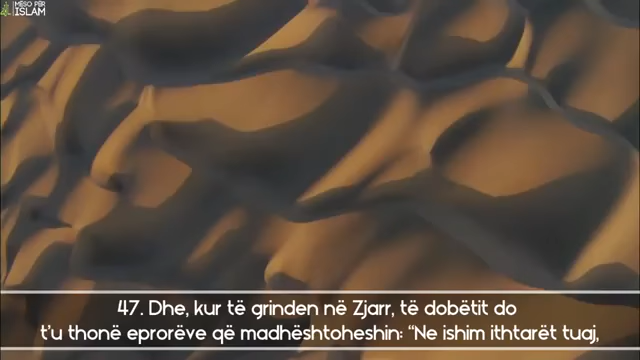 MËSO PËR
ISLAM
47. Dhe, kur të grinden në Zjarr, të dobëtit do
t'u thonë eprorëve që madhështoheshin: “Ne ishim ithtarët tuaj,